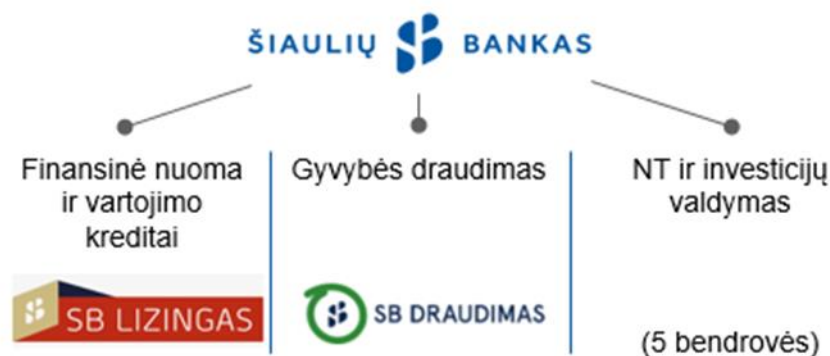 ŠIAULIŲ BANKAS
Finansinė nuoma
ir vartojimo
kreditai
SB LIZINGAS
Gyvybės draudimas
SB DRAUDIMAS
NT ir investicijų
valdymas
(5 bendrovės)